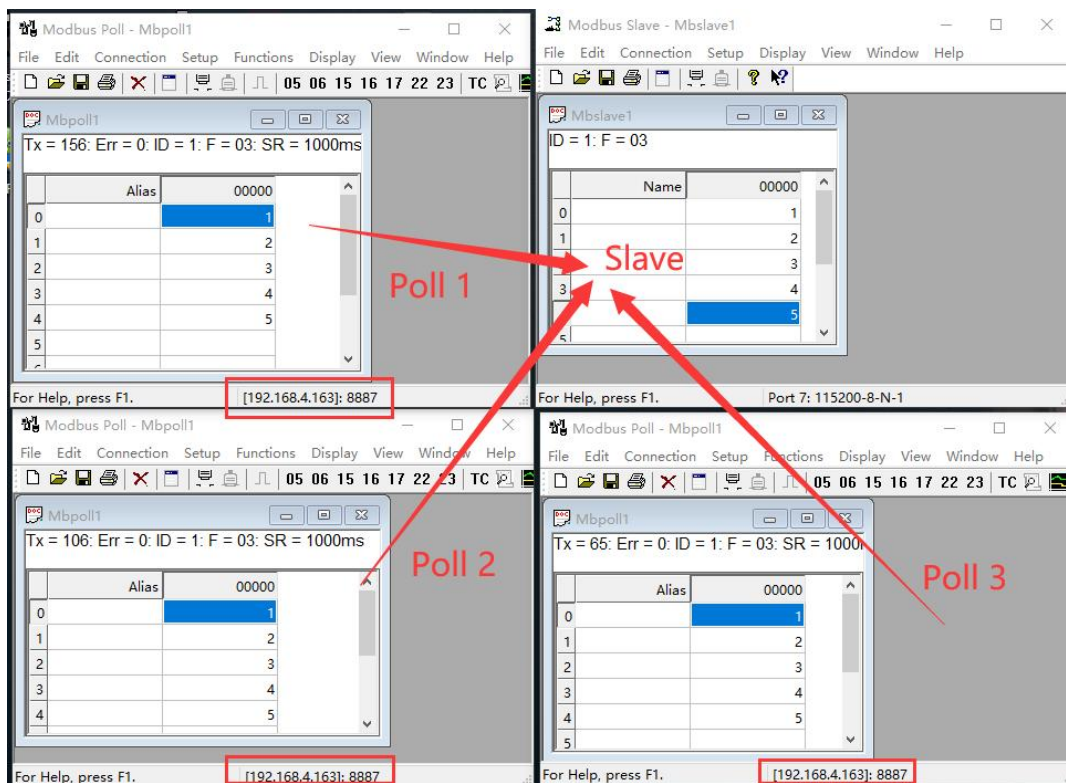 Modbus Poll - Mbpoll1
File Edit Connection Setup Functions Display View Window Help
05 06 15 16 17 22 23 TC
Mbpoll1
Tx = 156: Err = 0: ID = 1: F = 03: SR = 1000ms
Alias 00000
0 1
1 2
2 3
3 4
4 5
5
Poll 1
For Help, press F1. [192.168.4.163]: 8887
Modbus Slave - Mbslave1
File Edit Connection Setup Display View Window Help
Mbslave1
ID = 1: F = 03
Name 00000
0 1
1 2
3
3 4
5
Slave
For Help, press F1. Port 7: 115200-8-N-1
Modbus Poll - Mbpoll1
File Edit Connection Setup Functions Display View Window Help
05 06 15 16 17 22 23 TC
Mbpoll1
Tx = 106: Err = 0: ID = 1: F = 03: SR = 1000ms
Alias 00000
0 1
1 2
2 3
3 4
4 5
Poll 2
For Help, press F1. [192.168.4.163]: 8887
Modbus Poll - Mbpoll1
File Edit Connection Setup Functions Display View Window Help
05 06 15 16 17 22 23 TC
Mbpoll1
Tx = 65: Err = 0: ID = 1: F = 03: SR = 1000
Alias 00000
0 1
1 2
2 3
3 4
4 5
5
Poll 3
For Help, press F1. [192.168.4.163]: 8887